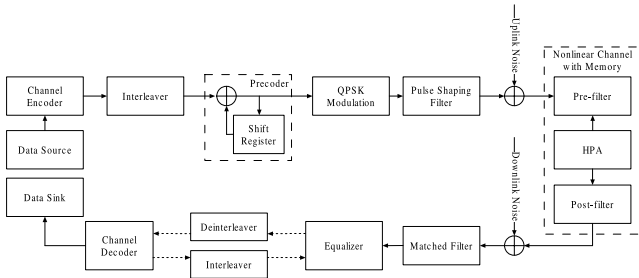 Uplink Noise
Nonlinear Channel
with Memory
Channel
Encoder
Interleaver
Precoder
QPSK
Modulation
Pulse Shaping
Filter
Pre-filter
Shift
Register
Data Source
HPA
Data Sink
Downlink Noise
Post-filter
Deinterleaver
Channel
Decoder
Interleaver
Equalizer
Matched Filter